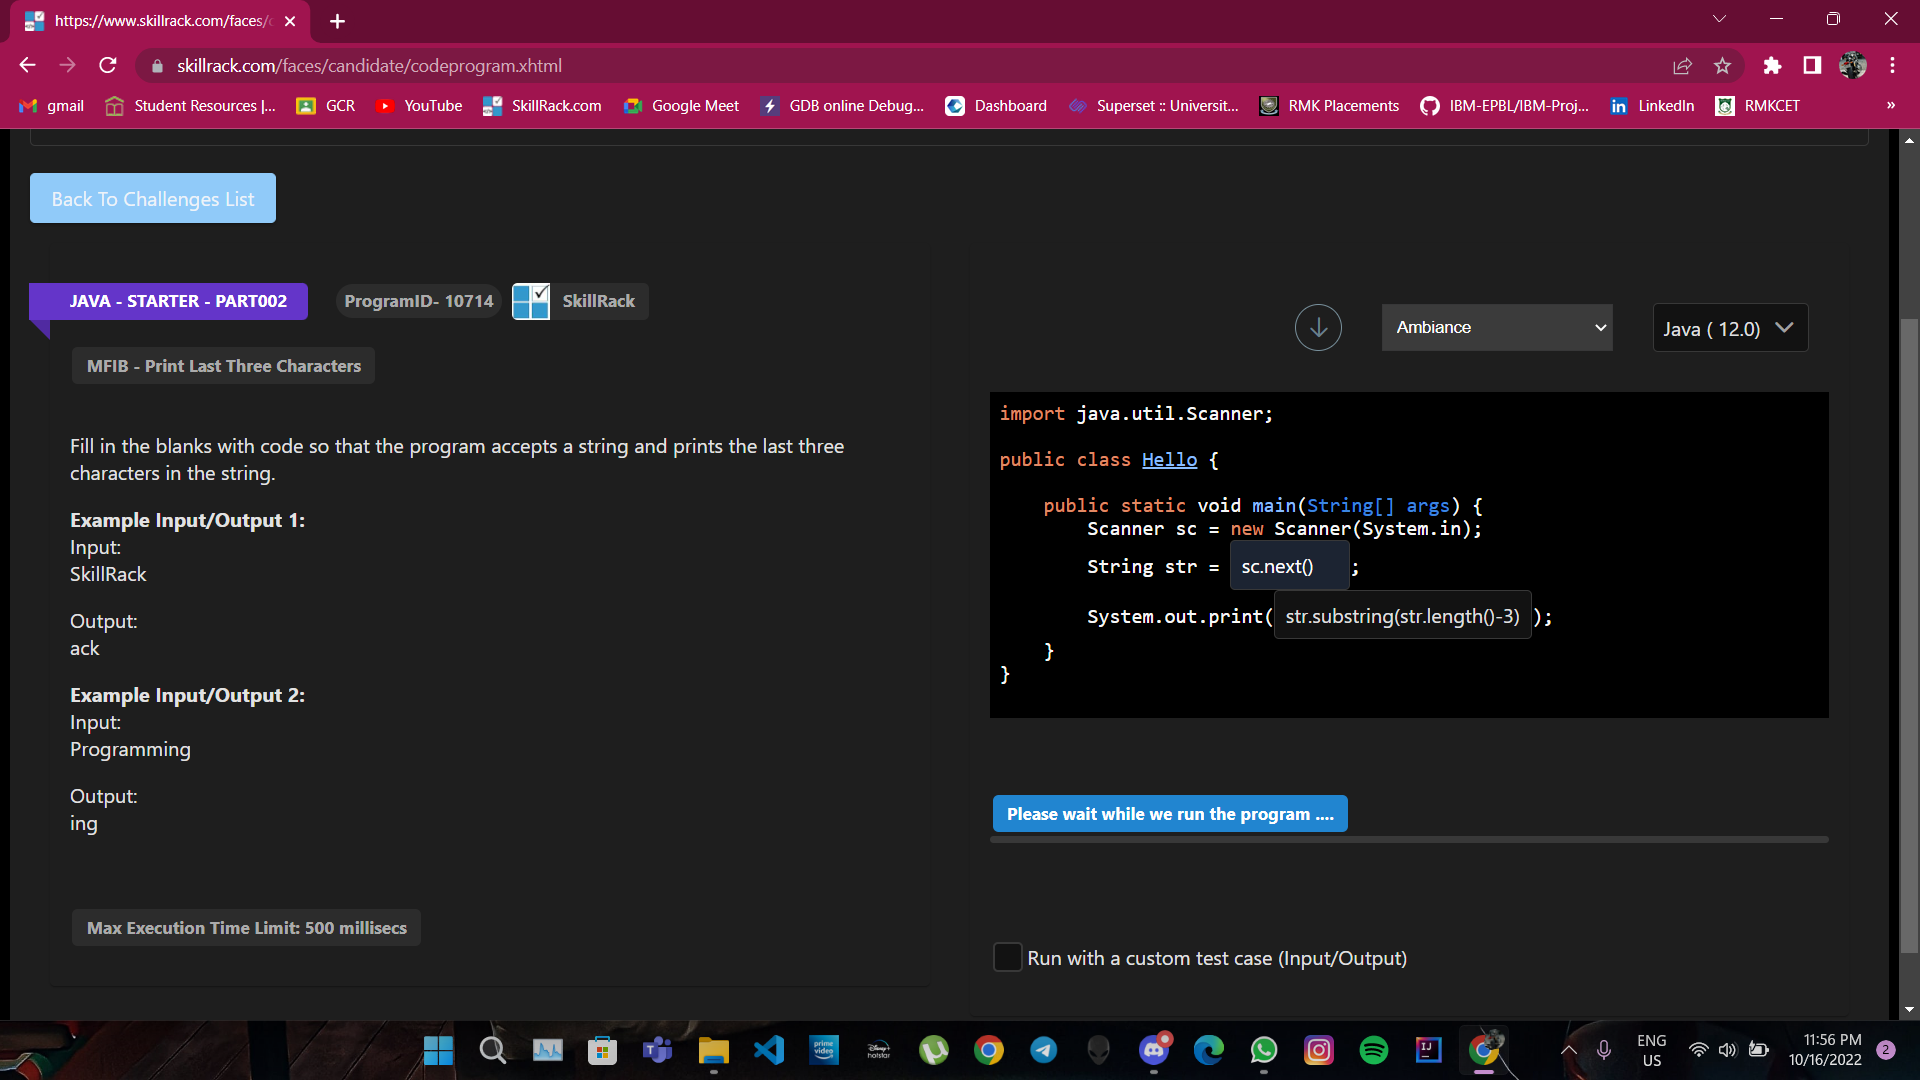 https://www.skillrack.com/faces/c
skillrack.com/faces/candidate/codeprogram.xhtml
gmail
Student Resources |...
GCR
YouTube
SkillRack.com
Google Meet
GDB online Debug...
Dashboard
Superset :: Universit...
RMK Placements
IBM-EPBL/IBM-Proj...
LinkedIn
RMKCET
»
Back To Challenges List
JAVA - STARTER - PART002
ProgramID- 10714
SkillRack
MFIB - Print Last Three Characters
Fill in the blanks with code so that the program accepts a string and prints the last three
characters in the string.
Example Input/Output 1:
Input:
SkillRack
Output:
ack
Example Input/Output 2:
Input:
Programming
Output:
ing
Max Execution Time Limit: 500 millisecs
Ambiance
Java ( 12.0)
import java.util.Scanner;
public class Hello {
public static void main(String[] args) {
Scanner sc = new Scanner(System.in);
String str = sc.next() ;
System.out.print( str.substring(str.length()-3) );
}
}
Please wait while we run the program ....
Run with a custom test case (Input/Output)
prime
video
Disney+
hotstar
ENG
US
11:56 PM
10/16/2022
2